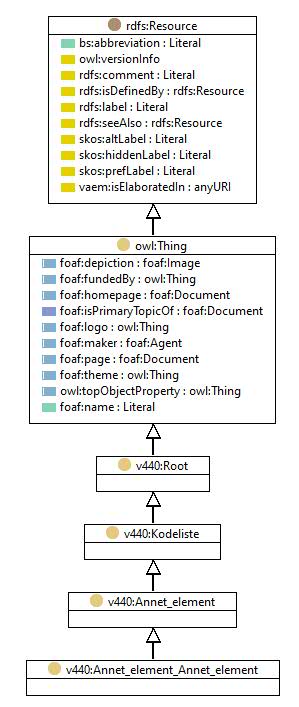 rdfs:Resource
bs:abbreviation : Literal
owl:versionInfo
rdfs:comment : Literal
rdfs:isDefinedBy : rdfs:Resource
rdfs:label : Literal
rdfs:seeAlso : rdfs:Resource
skos:altLabel : Literal
skos:hiddenLabel : Literal
skos:prefLabel : Literal
vaem:isElaboratedIn : anyURI
owl:Thing
foaf:depiction : foaf:Image
foaf:fundedBy : owl:Thing
foaf:homepage : foaf:Document
foaf:isPrimaryTopicOf : foaf:Document
foaf:logo : owl:Thing
foaf:maker : foaf:Agent
foaf:page : foaf:Document
foaf:theme : owl:Thing
owl:topObjectProperty : owl:Thing
foaf:name : Literal
v440:Root
v440:Kodeliste
v440:Annet_element
v440:Annet_element_Annet_element